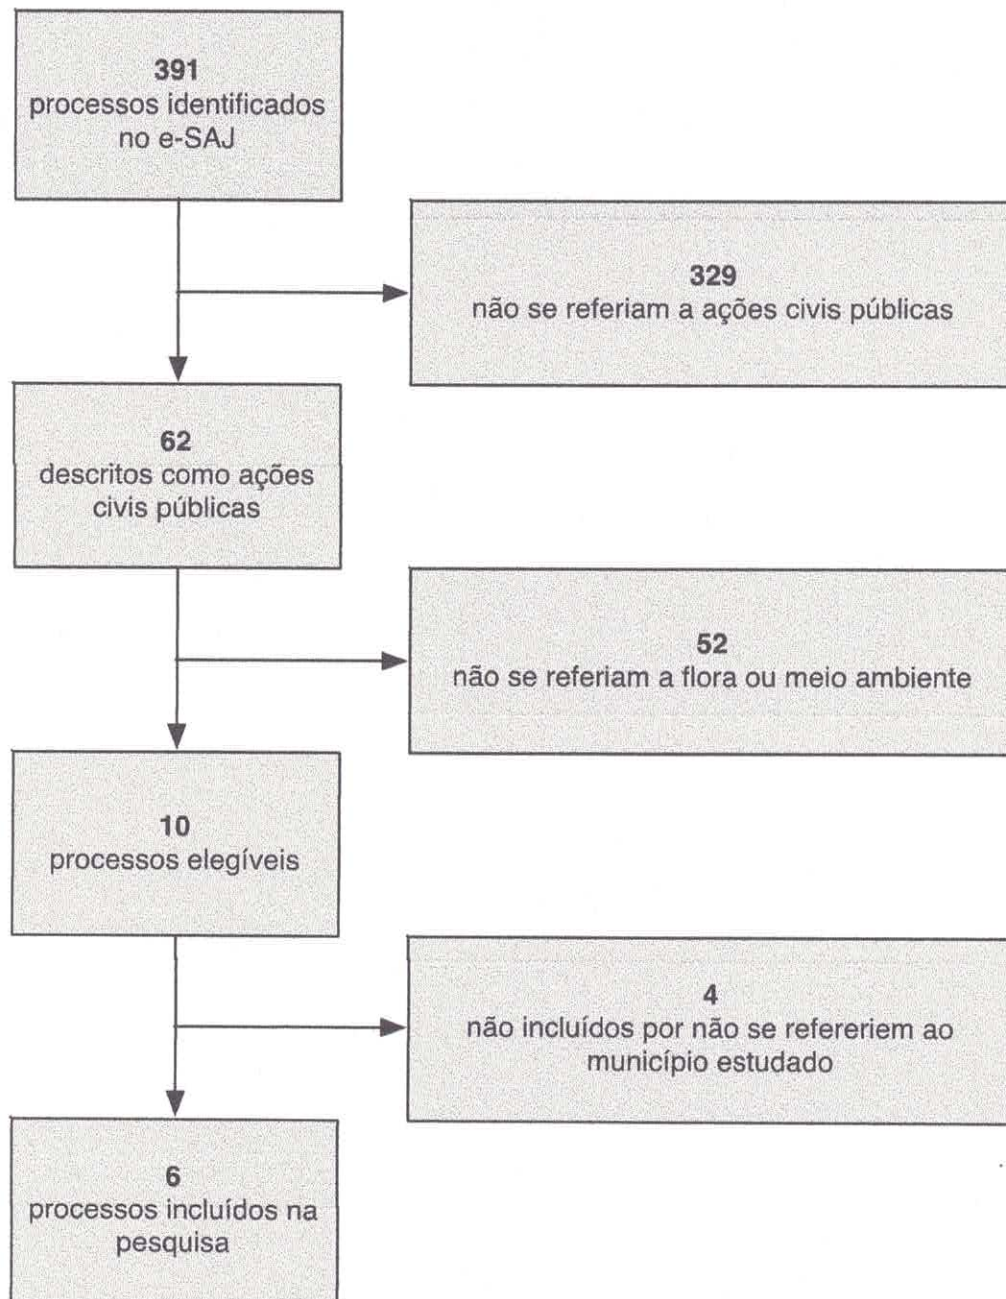 391
processos identificados
no e-SAJ
329
não se referiam a ações civis públicas
62
descritos como ações
civis públicas
52
não se referiam a flora ou meio ambiente
10
processos elegíveis
4
não incluídos por não se refereriem ao
município estudado
6
processos incluídos na
pesquisa